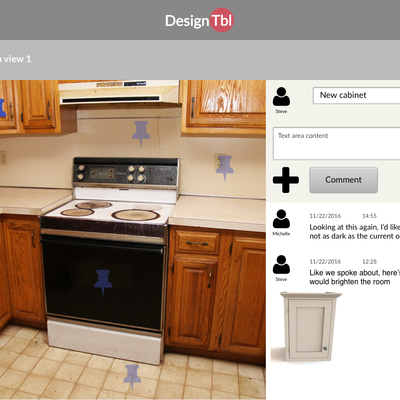 Design Tbl
view 1
New cabinet
Steve
Text area content
Comment
11/22/2016 14:55
Michelle
Looking at this again, I'd like
not as dark as the current
11/22/2016 12:28
Steve
Like we spoke about, here's
would brighten the room